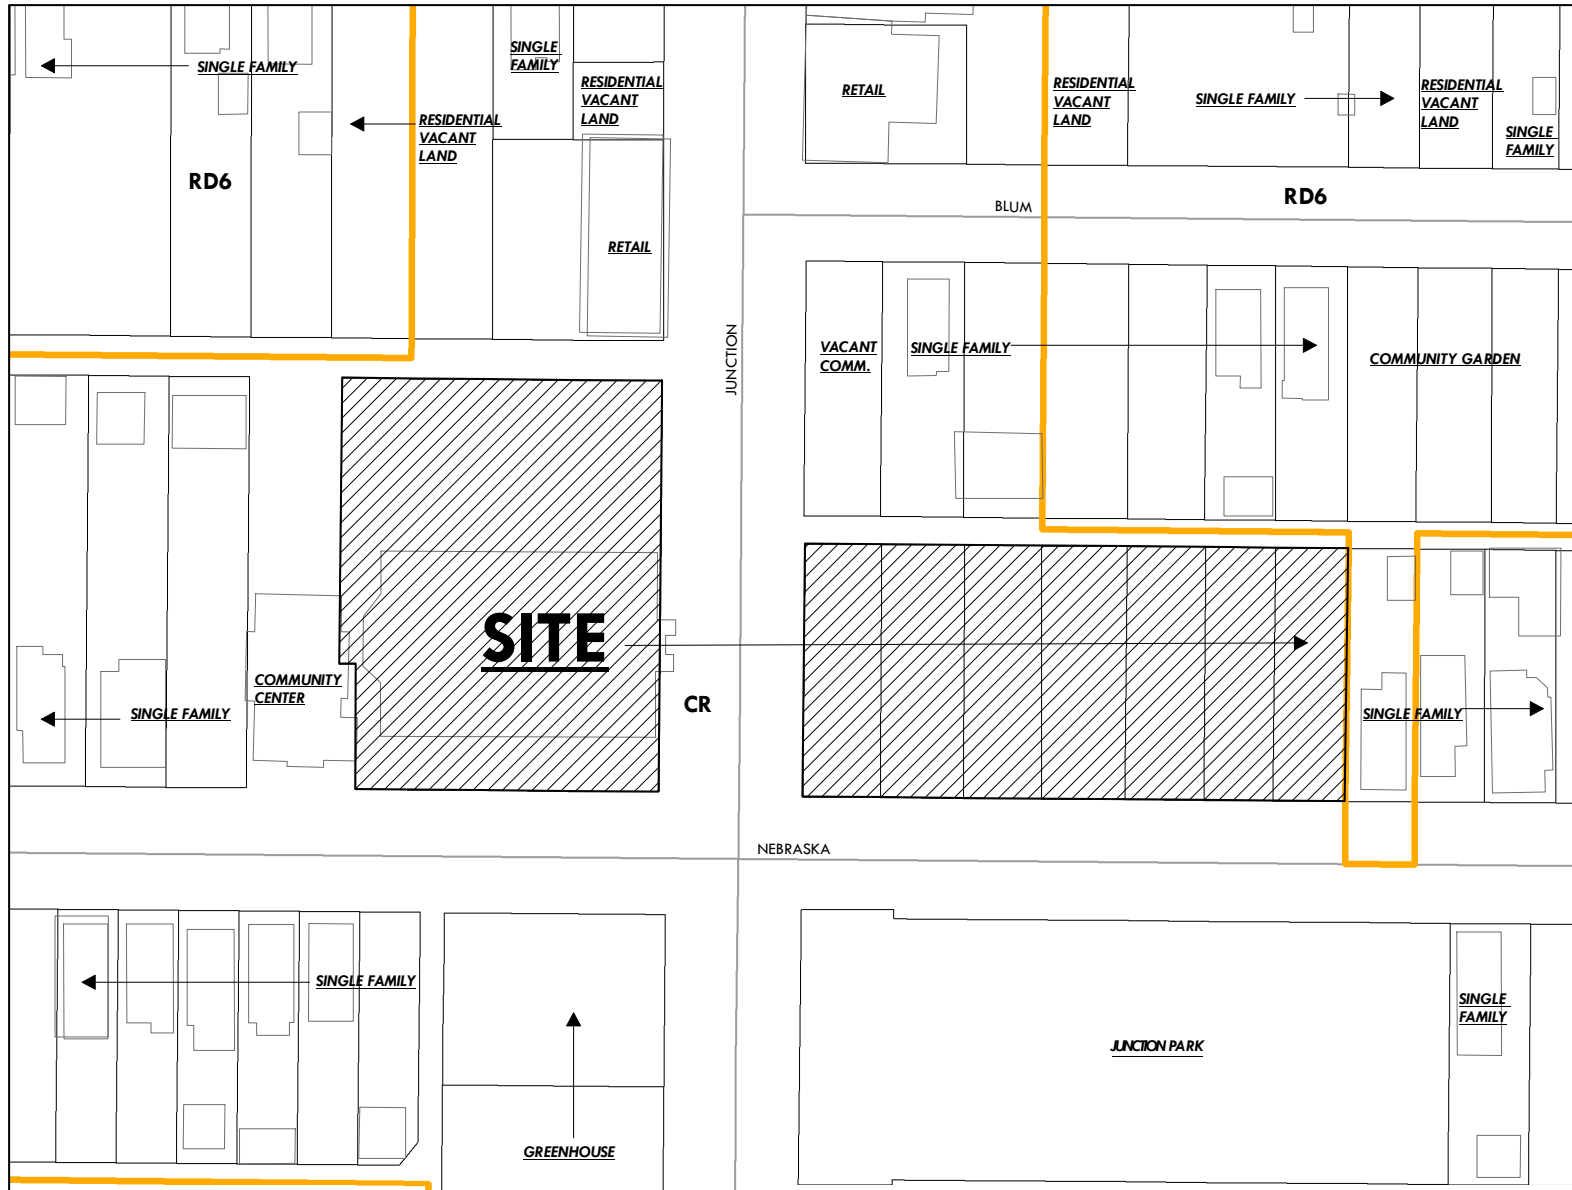 SINGLE FAMILY
SINGLE
FAMILY
RESIDENTIAL
VACANT
LAND
RESIDENTIAL
VACANT
LAND
RD6
RETAIL
RETAIL
RESIDENTIAL
VACANT
LAND
SINGLE FAMILY
RESIDENTIAL
VACANT
LAND
SINGLE
FAMILY
RD6
BLUM
JUNCTION
VACANT
COMM.
SINGLE FAMILY
COMMUNITY GARDEN
SITE
COMMUNITY
CENTER
SINGLE FAMILY
CR
SINGLE FAMILY
NEBRASKA
SINGLE FAMILY
GREENHOUSE
JUNCTION PARK
SINGLE
FAMILY